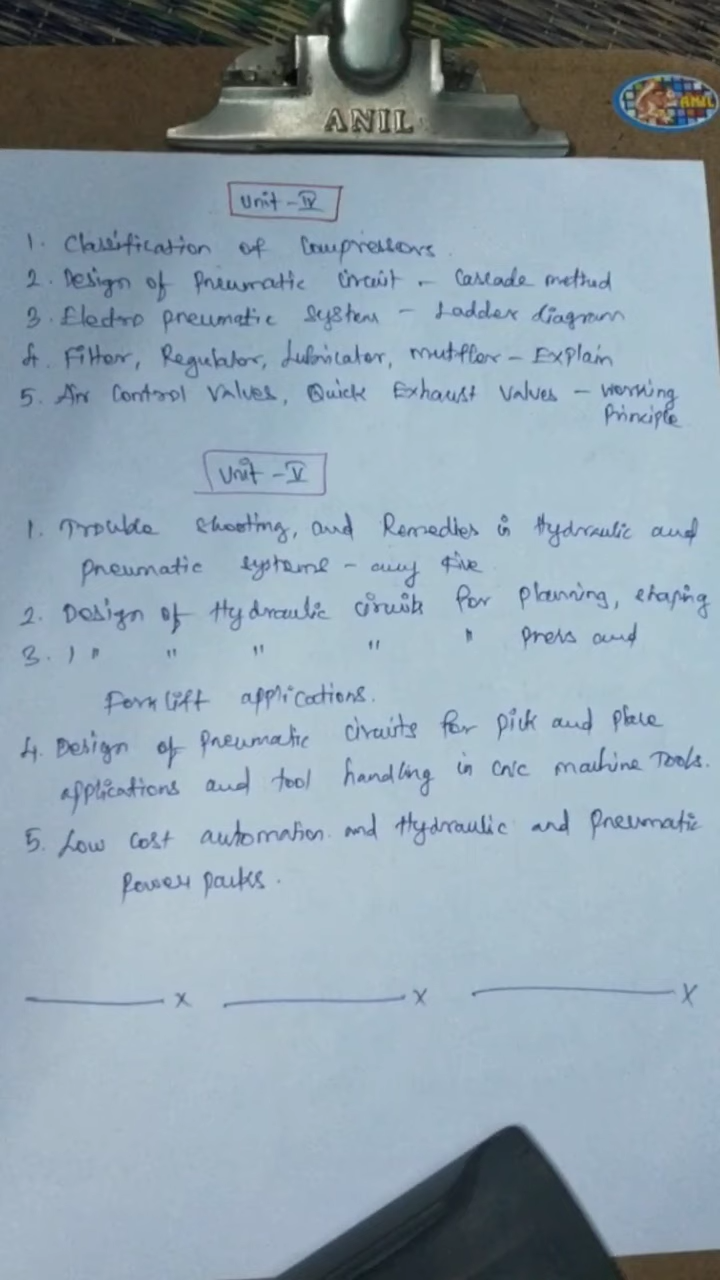 ANIL
ANIL
Unit - IV
1. Classification of Compressors.
2. Design of Pneumatic Circuit - Cascade method
3. Electro pneumatic System - Ladder diagram
4. Filter, Regulator, Lubricator, mutfler - Explain
5. Air Control Valves, Quick Exhaust Valves - Working
Principle
Unit - V
1. Trouble shooting, and Remedies in Hydraulic and
Pneumatic systems - any five
2. Design of Hydraulic circuits for planning, shaping
3. " " " " " press and
Fork lift applications.
4. Design of Pneumatic circuits for pick and place
applications and tool handling in CNC machine Tools.
5. Low cost automation and Hydraulic and Pneumatic
Power packs.
x x x